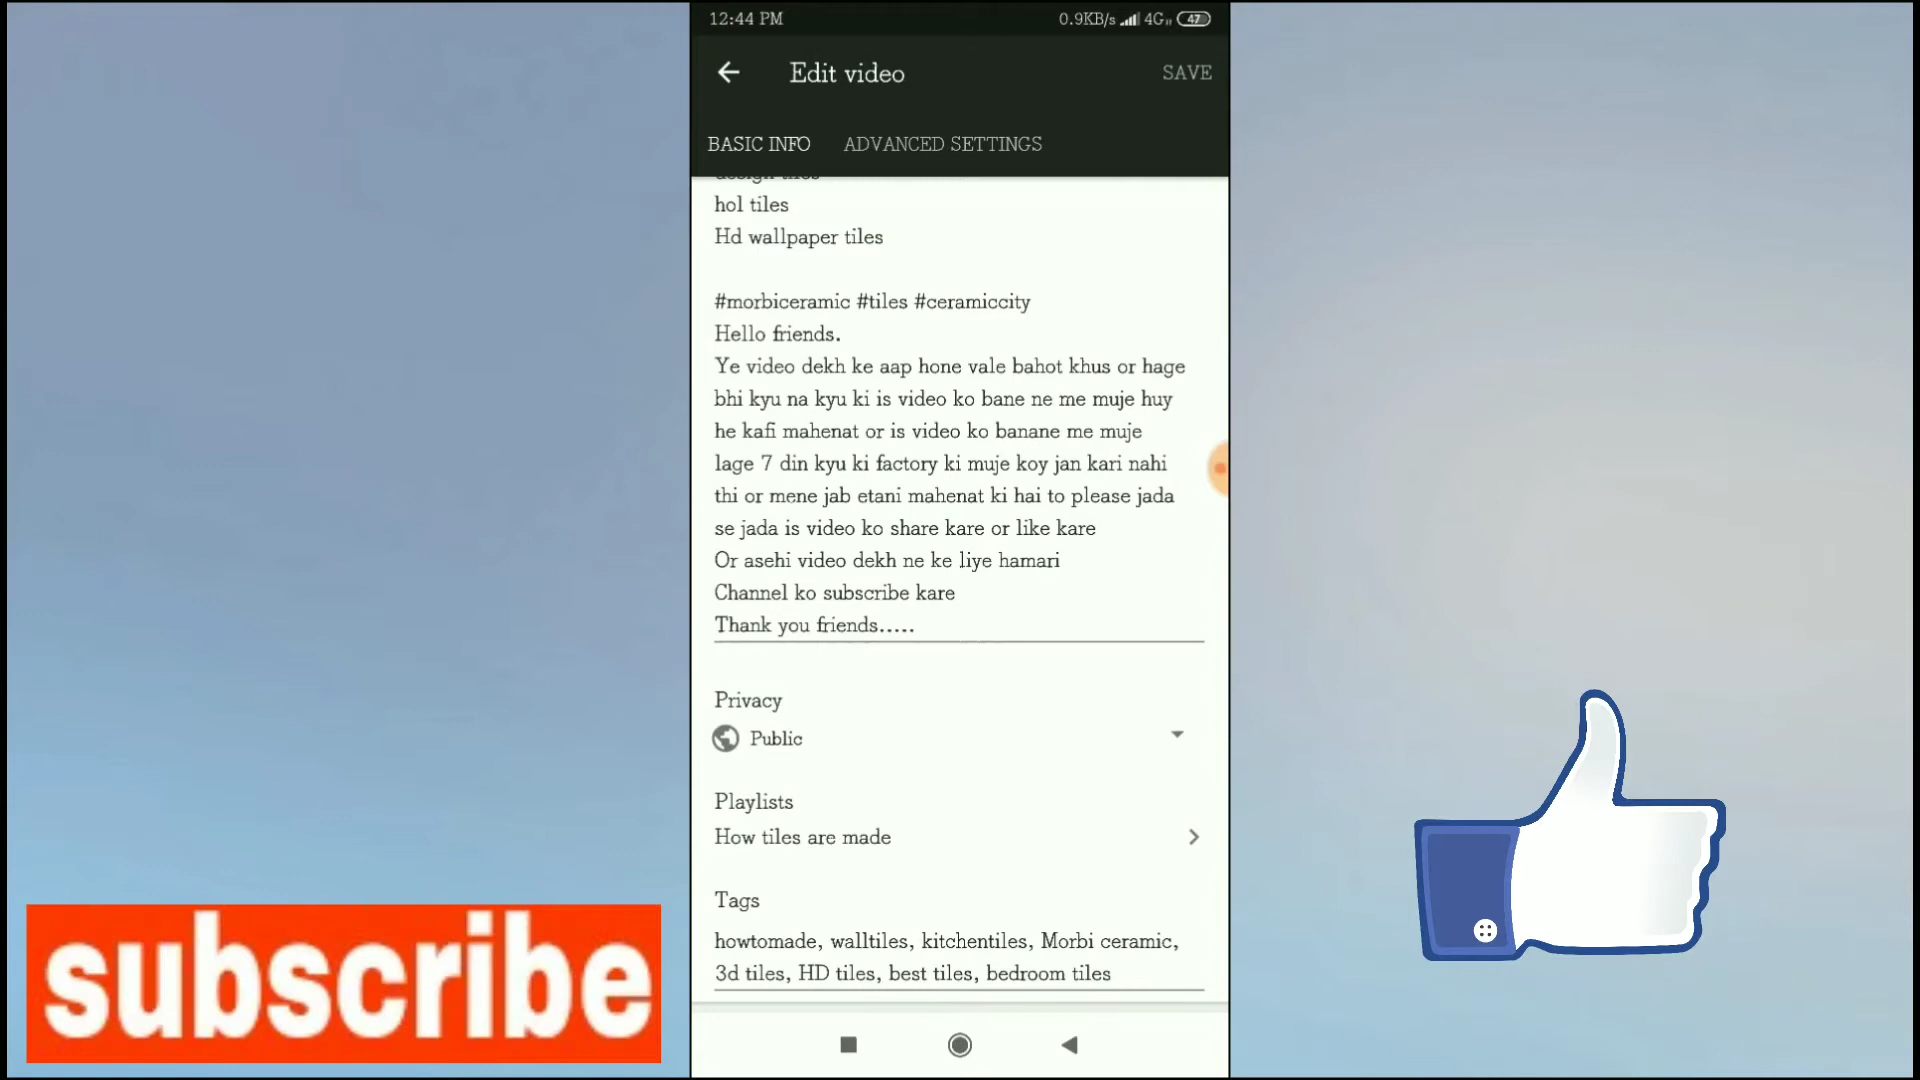 12:44 PM
0.9KB/s 4G 47
Edit video
SAVE
BASIC INFO
ADVANCED SETTINGS
design tiles
hol tiles
Hd wallpaper tiles
#morbiceramic #tiles #ceramiccity
Hello friends.
Ye video dekh ke aap hone vale bahot khus or hage
bhi kyu na kyu ki is video ko bane ne me muje huy
he kafi mahenat or is video ko banane me muje
lage 7 din kyu ki factory ki muje koy jan kari nahi
thi or mene jab etani mahenat ki hai to please jada
se jada is video ko share kare or like kare
Or asehi video dekh ne ke liye hamari
Channel ko subscribe kare
Thank you friends.....
Privacy
Public
Playlists
How tiles are made
Tags
howtomade, walltiles, kitchentiles, Morbi ceramic,
3d tiles, HD tiles, best tiles, bedroom tiles
subscribe